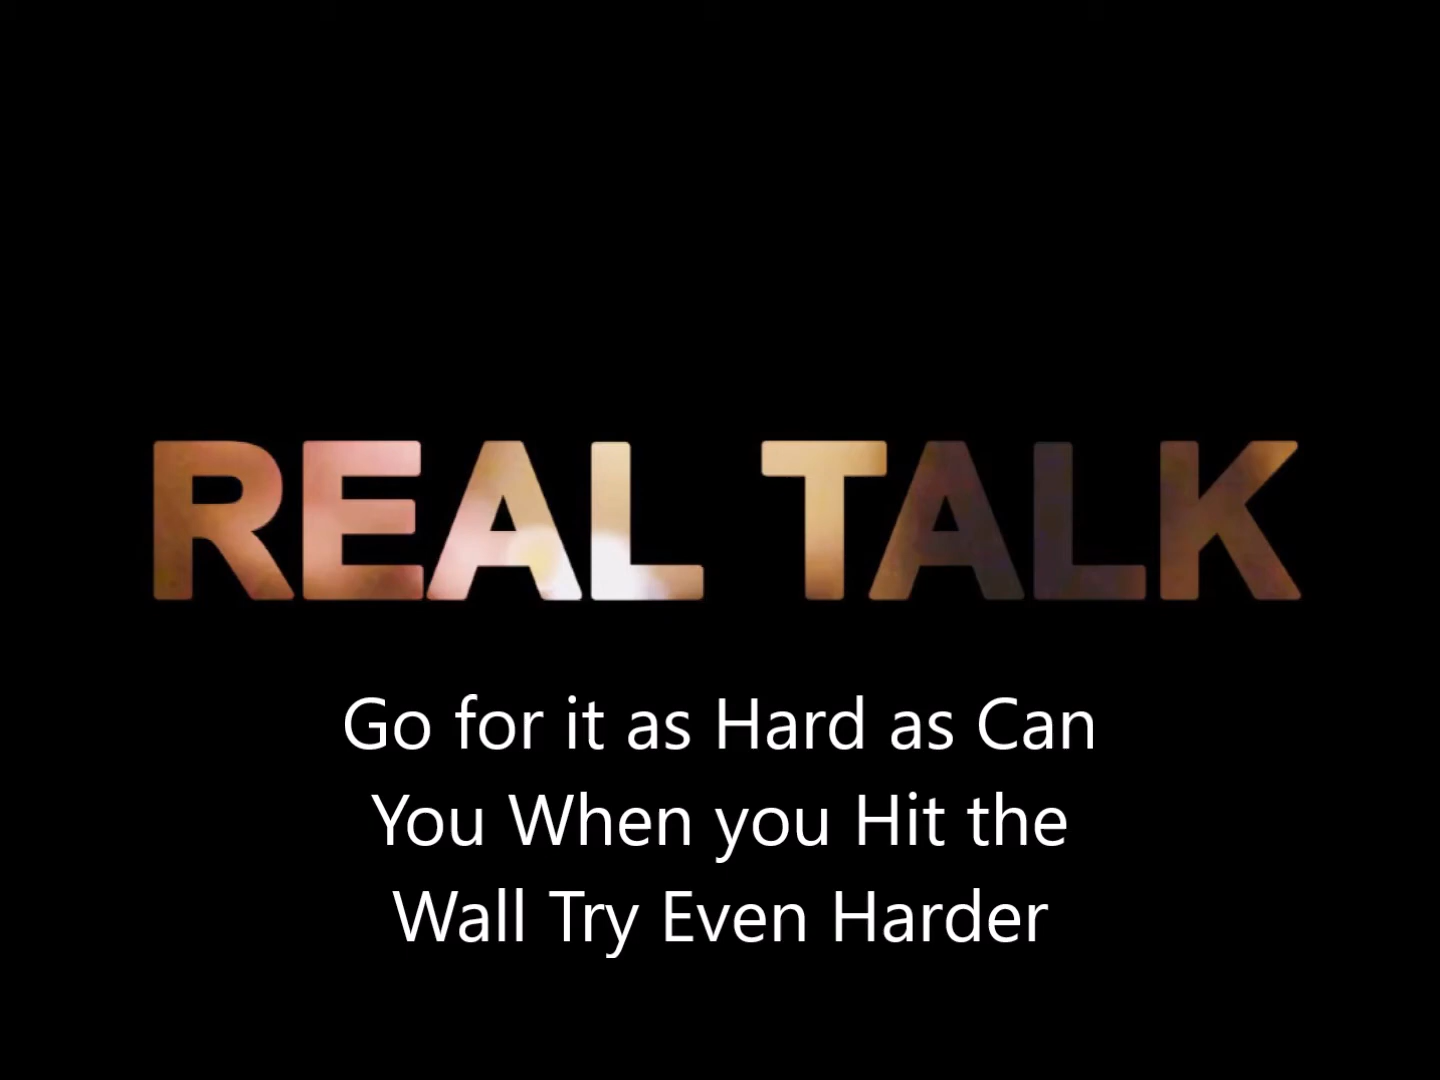 REAL TALK
Go for it as Hard as Can
You When you Hit the
Wall Try Even Harder